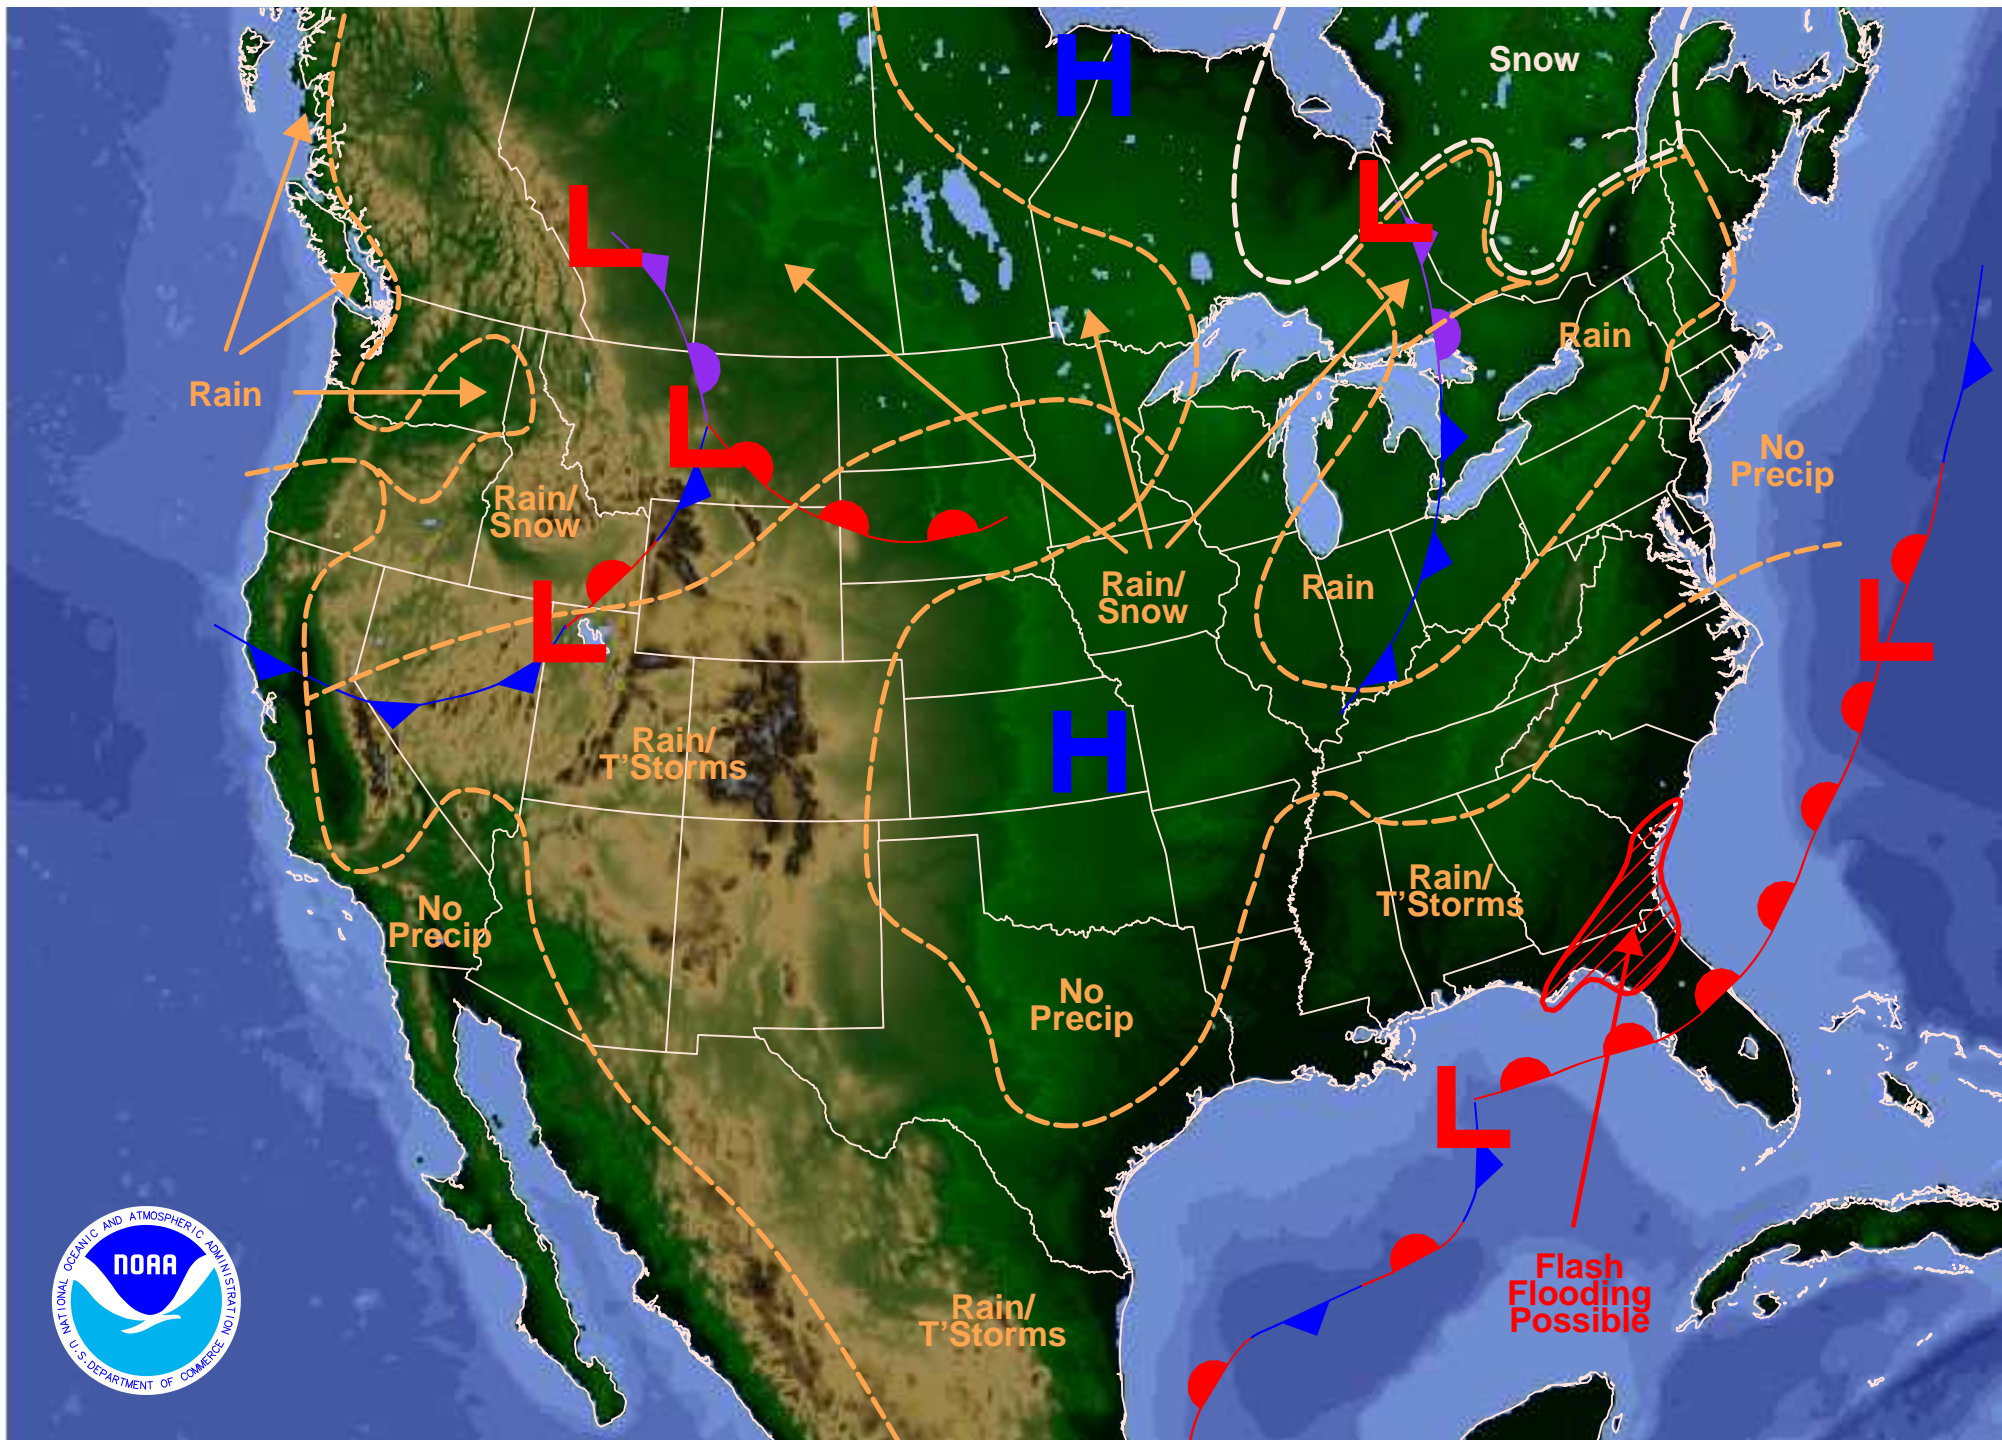 H
Snow
L
L
Rain
Rain
L
No
Precip
Rain/
Snow
Rain/
Snow
Rain
L
L
Rain/
T'Storms
H
Rain/
T'Storms
No
Precip
No
Precip
L
Flash
Flooding
Possible
Rain/
T'Storms
NATIONAL OCEANIC AND ATMOSPHERIC ADMINISTRATION
NOAA
U.S. DEPARTMENT OF COMMERCE